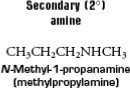 Secondary (2°)
amine
CH₃CH₂CH₂NHCH₃
N-Methyl-1-propanamine
(methylpropylamine)